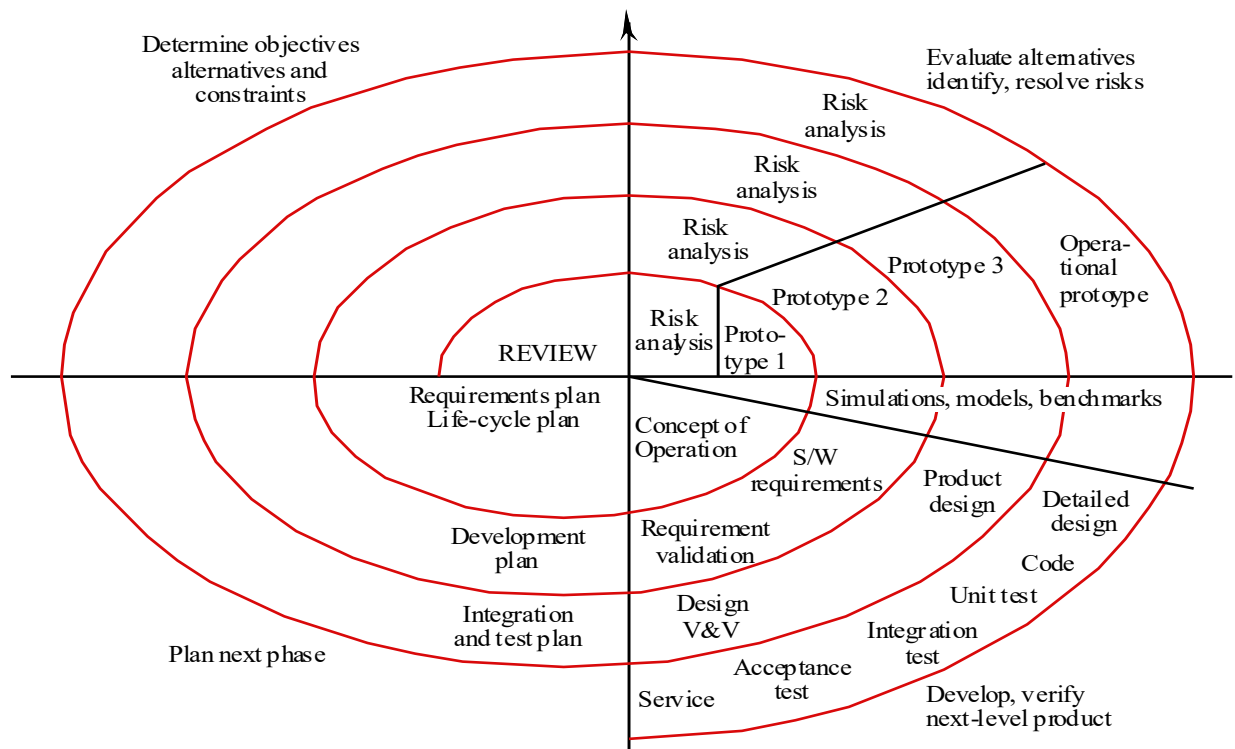 Determine objectives
alternatives and
constraints
Evaluate alternatives
identify, resolve risks
Risk
analysis
Risk
analysis
Risk
analysis
Risk
analysis
Proto-
type 1
Prototype 2
Prototype 3
Opera-
tional
protoype
REVIEW
Requirements plan
Life-cycle plan
Simulations, models, benchmarks
Concept of
Operation
S/W
requirements
Product
design
Detailed
design
Development
plan
Requirement
validation
Code
Unit test
Integration
and test plan
Design
V&V
Integration
test
Plan next phase
Acceptance
test
Service
Develop, verify
next-level product